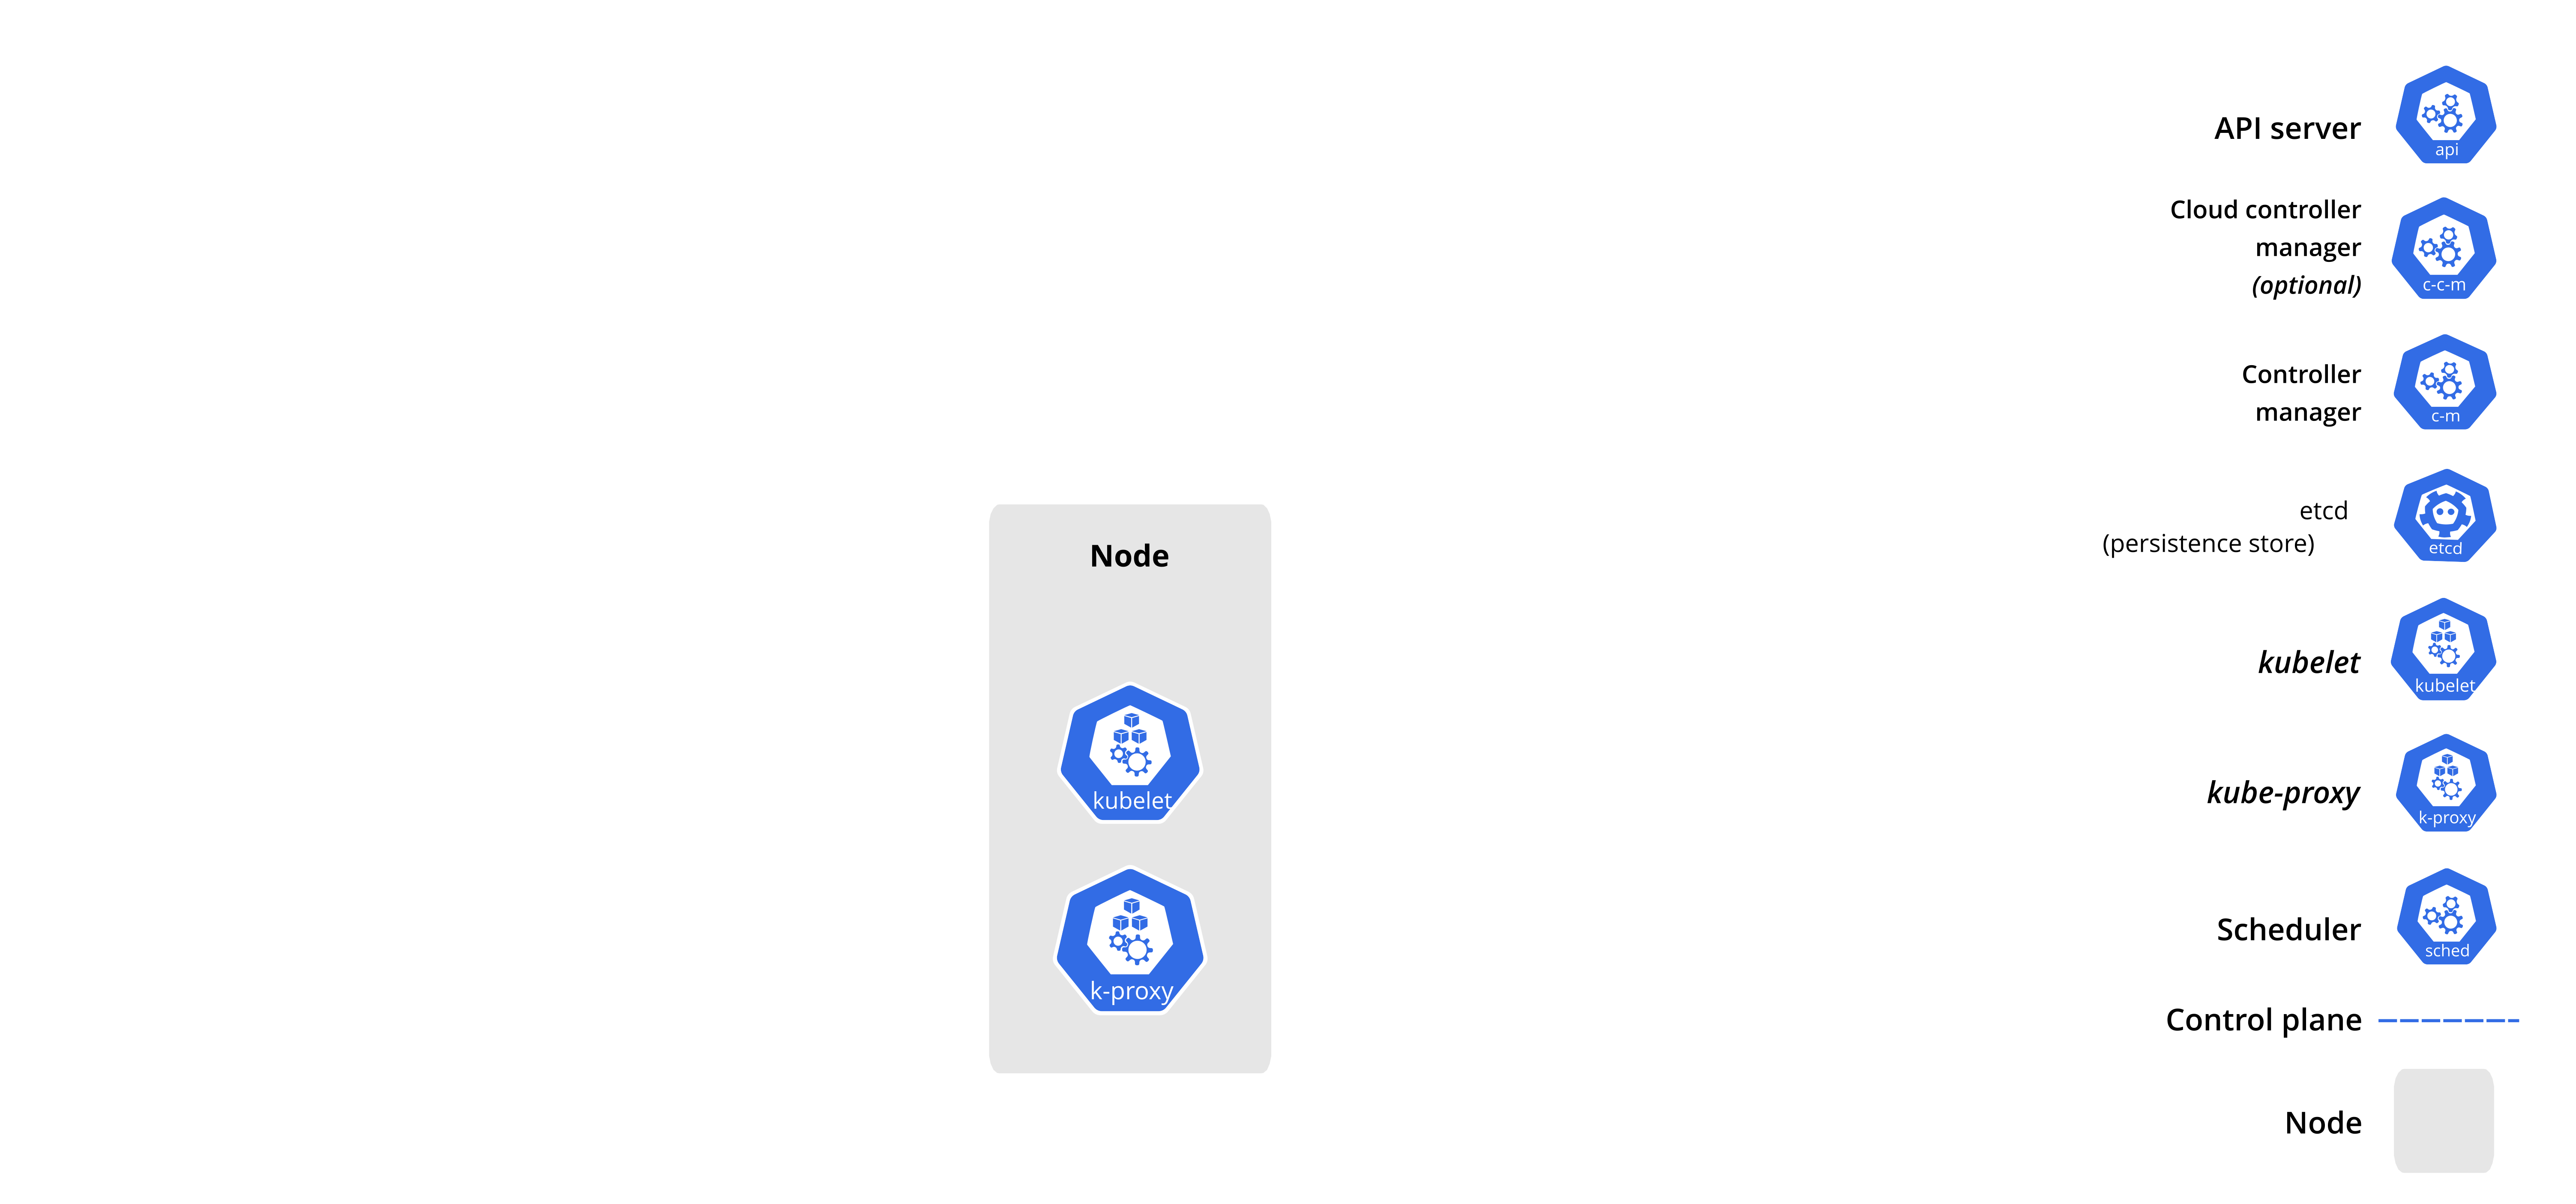 Node
kubelet
k-proxy
API server
api
Cloud controller
manager
(optional)
c-c-m
Controller
manager
c-m
etcd
(persistence store)
etcd
kubelet
kubelet
kube-proxy
k-proxy
Scheduler
sched
Control plane
Node